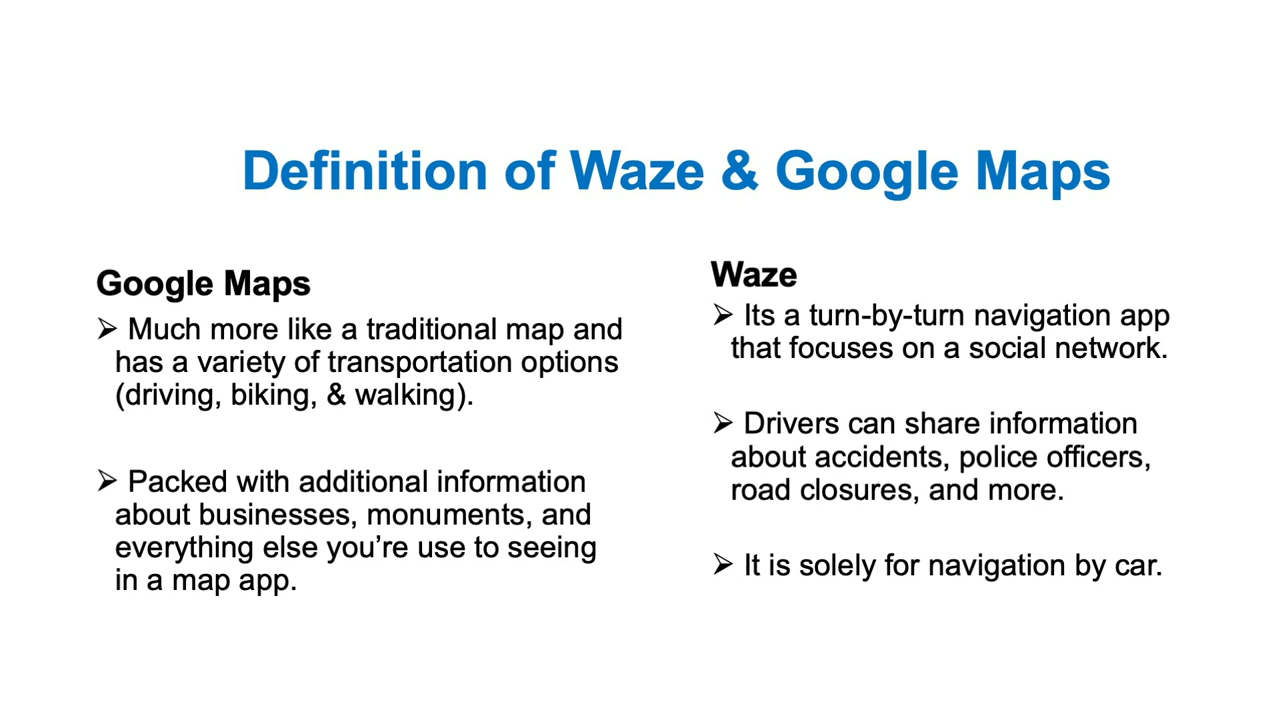 Definition of Waze & Google Maps
Google Maps
➢ Much more like a traditional map and
has a variety of transportation options
(driving, biking, & walking).
➢ Packed with additional information
about businesses, monuments, and
everything else you’re use to seeing
in a map app.
Waze
➢ Its a turn-by-turn navigation app
that focuses on a social network.
➢ Drivers can share information
about accidents, police officers,
road closures, and more.
➢ It is solely for navigation by car.